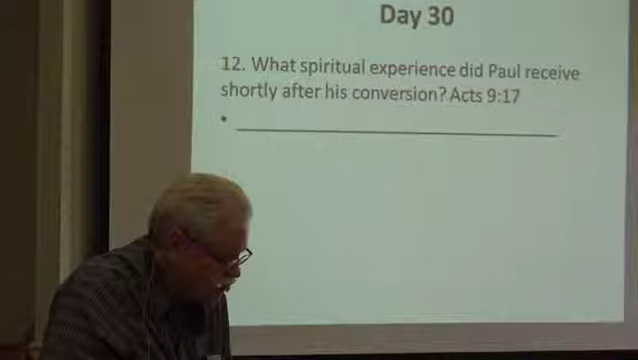 Day 30
12. What spiritual experience did Paul receive
shortly after his conversion? Acts 9:17